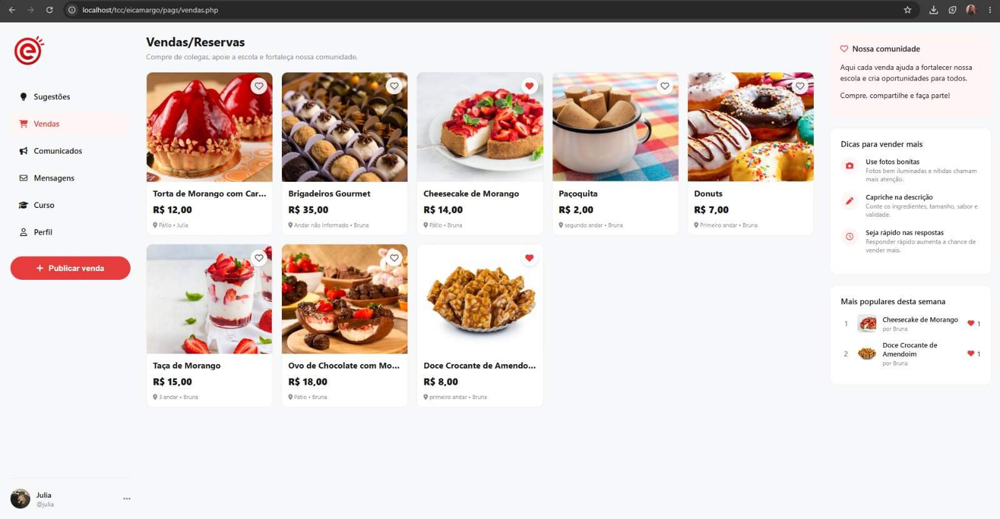 localhost/tcc/eicamargo/pags/vendas.php
e
Sugestões
Vendas
Comunicados
Mensagens
Curso
Perfil
+ Publicar venda
Julia
@julia
Vendas/Reservas
Compre de colegas, apoie a escola e fortaleça nossa comunidade.
Torta de Morango com Car...
R$ 12,00
Pátio • Julia
Brigadeiros Gourmet
R$ 35,00
Andar não informado • Bruna
Cheesecake de Morango
R$ 14,00
Pátio • Bruna
Paçoquita
R$ 2,00
segundo andar • Bruna
Donuts
R$ 7,00
Primeiro andar • Bruna
Taça de Morango
R$ 15,00
3 andar • Bruna
Ovo de Chocolate com Mo...
R$ 18,00
Pátio • Bruna
Doce Crocante de Amendo...
R$ 8,00
primeiro andar • Bruna
Nossa comunidade
Aqui cada venda ajuda a fortalecer nossa
escola e cria oportunidades para todos.
Compre, compartilhe e faça parte!
Dicas para vender mais
Use fotos bonitas
Fotos bem iluminadas e nítidas chamam
mais atenção.
Capriche na descrição
Conte os ingredientes, tamanho, sabor e
validade.
Seja rápido nas respostas
Responder rápido aumenta a chance de
vender mais.
Mais populares desta semana
1 Cheesecake de Morango 1
por Bruna
2 Doce Crocante de
Amendoim 1
por Bruna